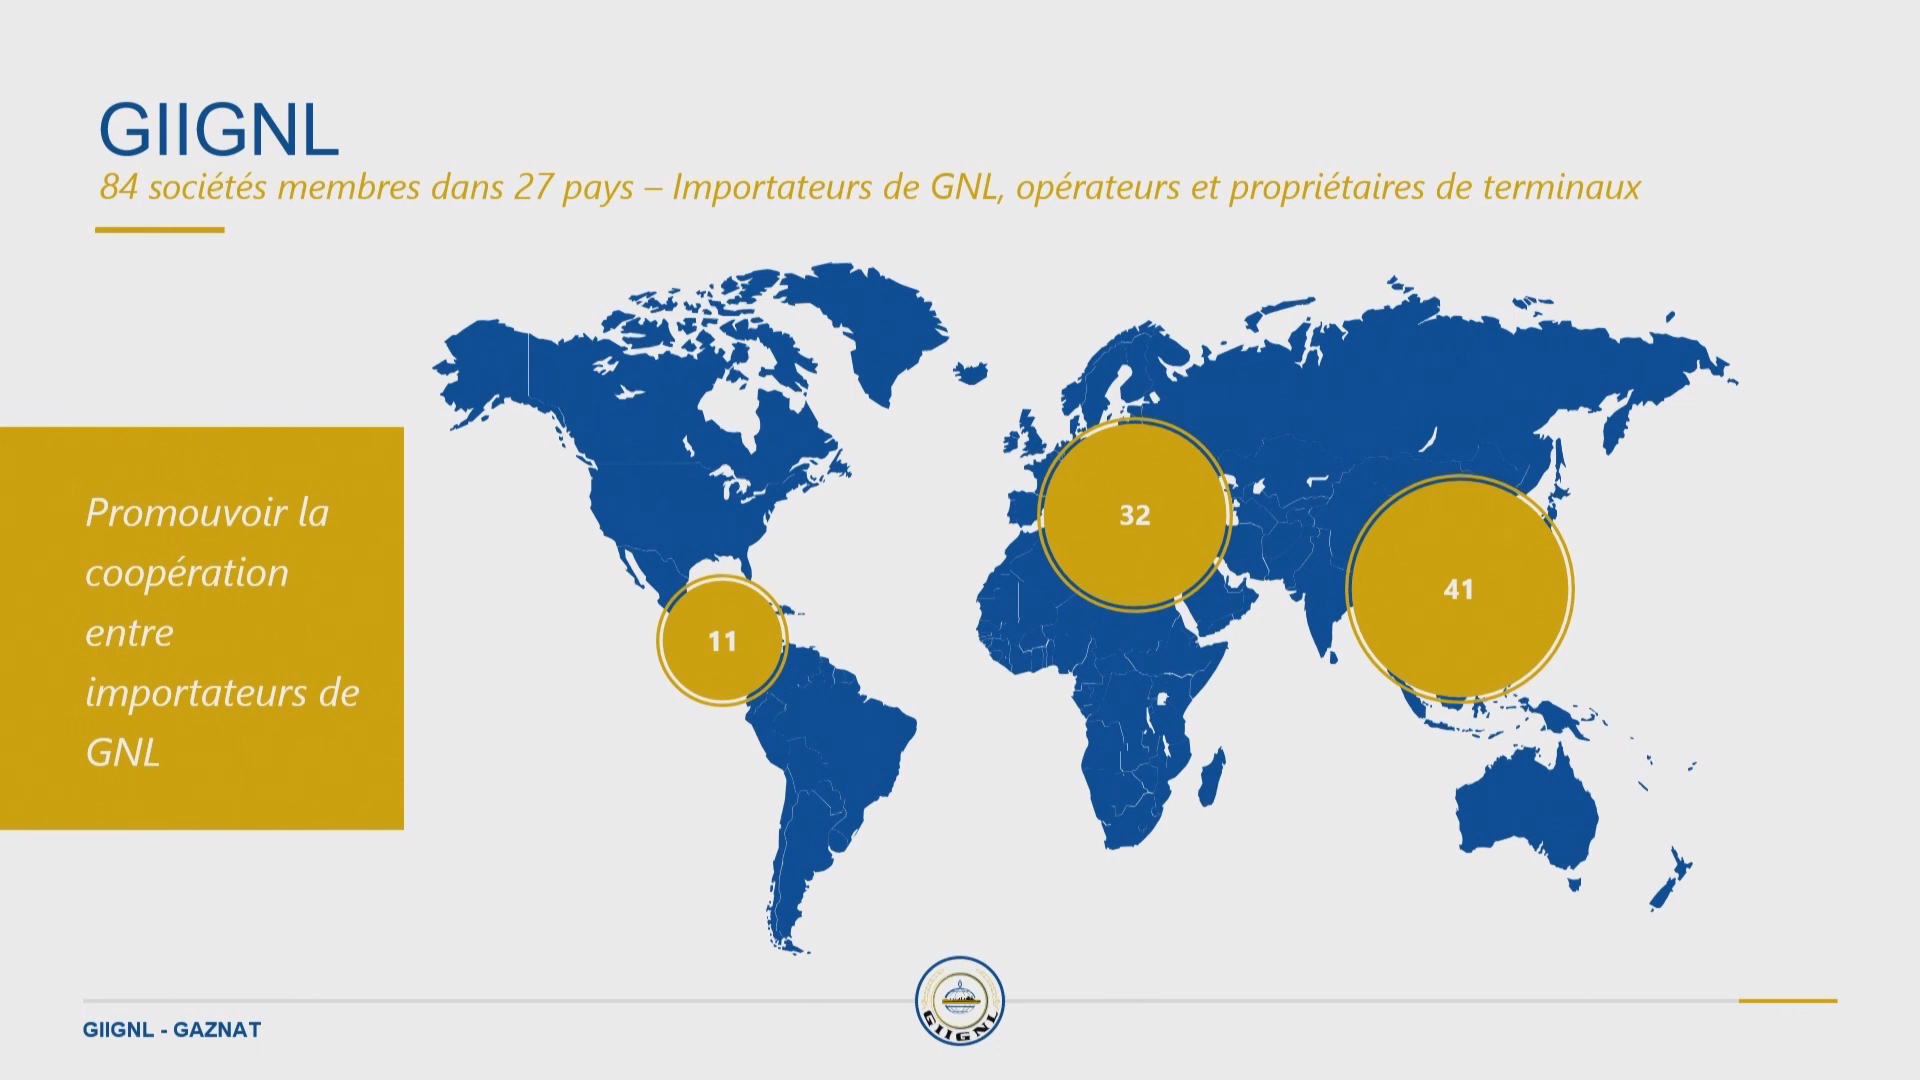 GIIGNL
84 sociétés membres dans 27 pays – Importateurs de GNL, opérateurs et propriétaires de terminaux
Promouvoir la
coopération
entre
importateurs de
GNL
11
32
41
GIIGNL
GIIGNL - GAZNAT